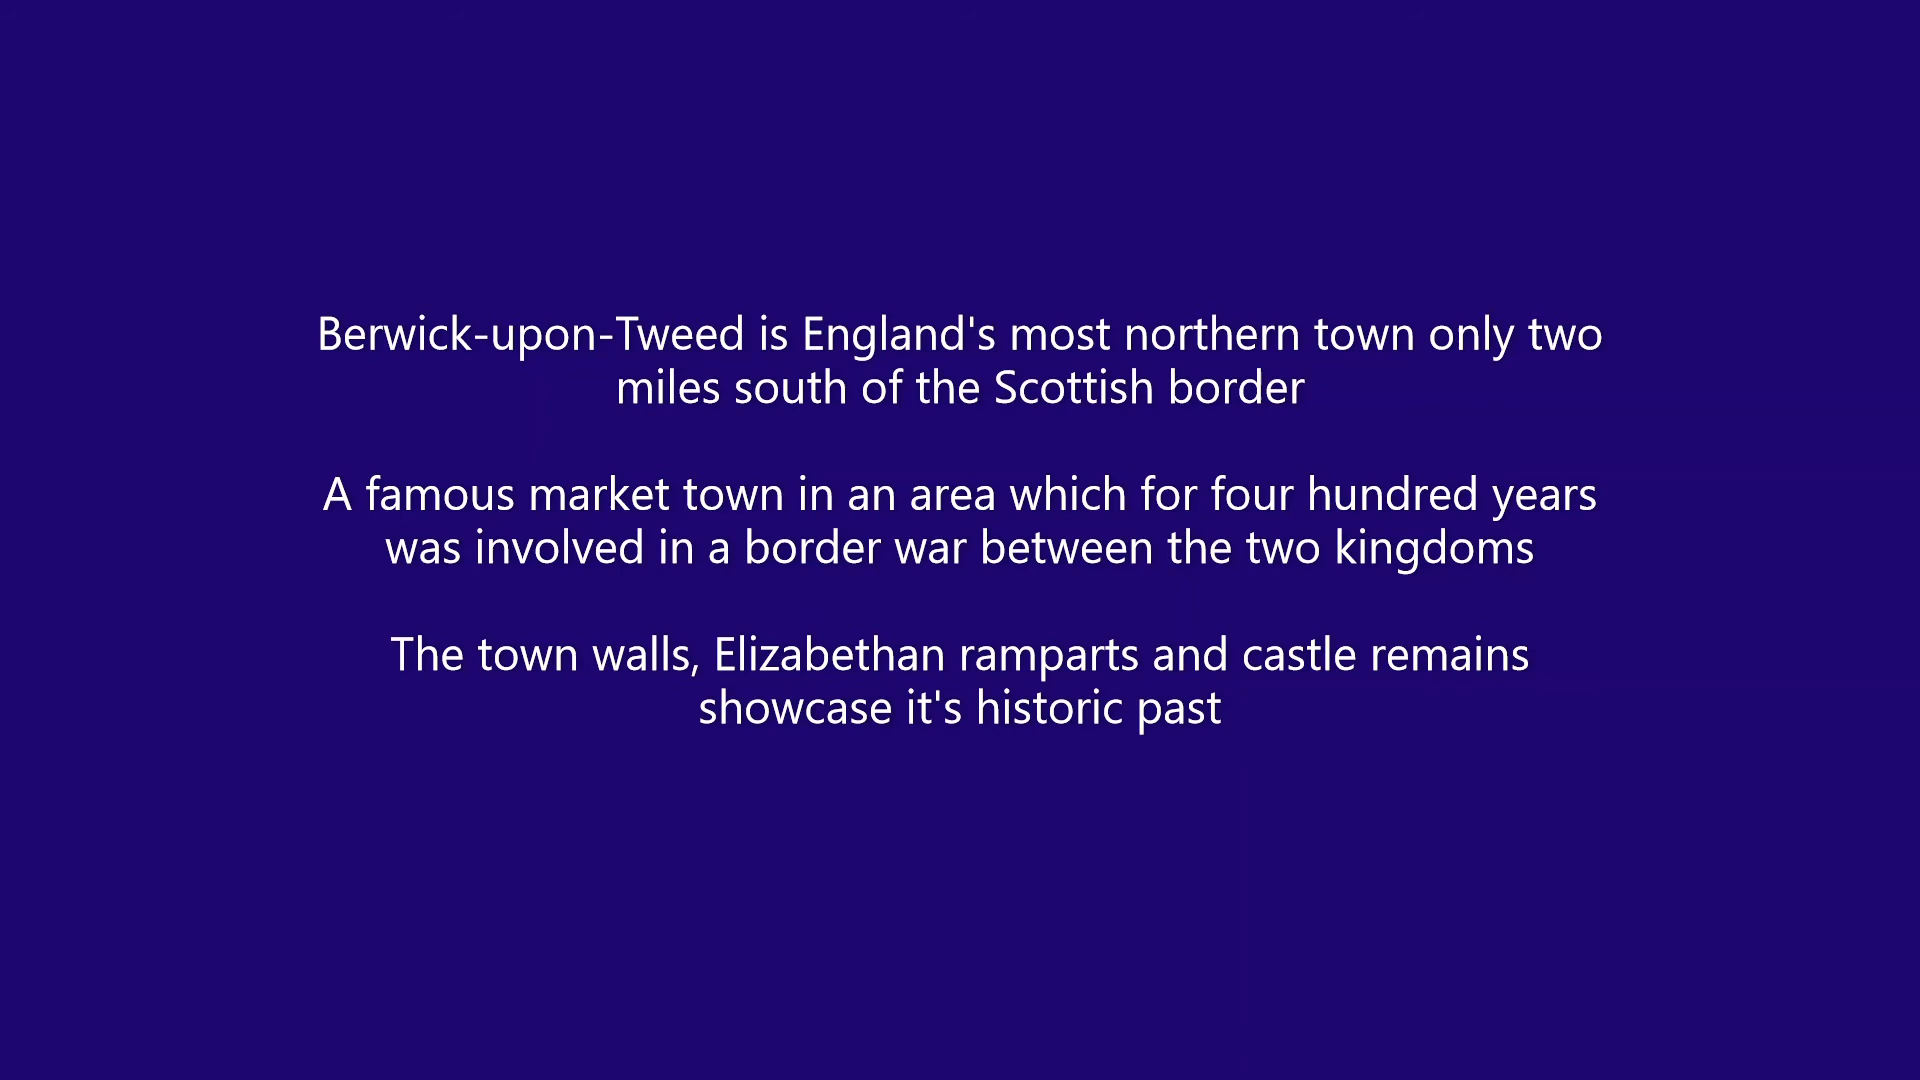 Berwick-upon-Tweed is England's most northern town only two
miles south of the Scottish border
A famous market town in an area which for four hundred years
was involved in a border war between the two kingdoms
The town walls, Elizabethan ramparts and castle remains
showcase it's historic past